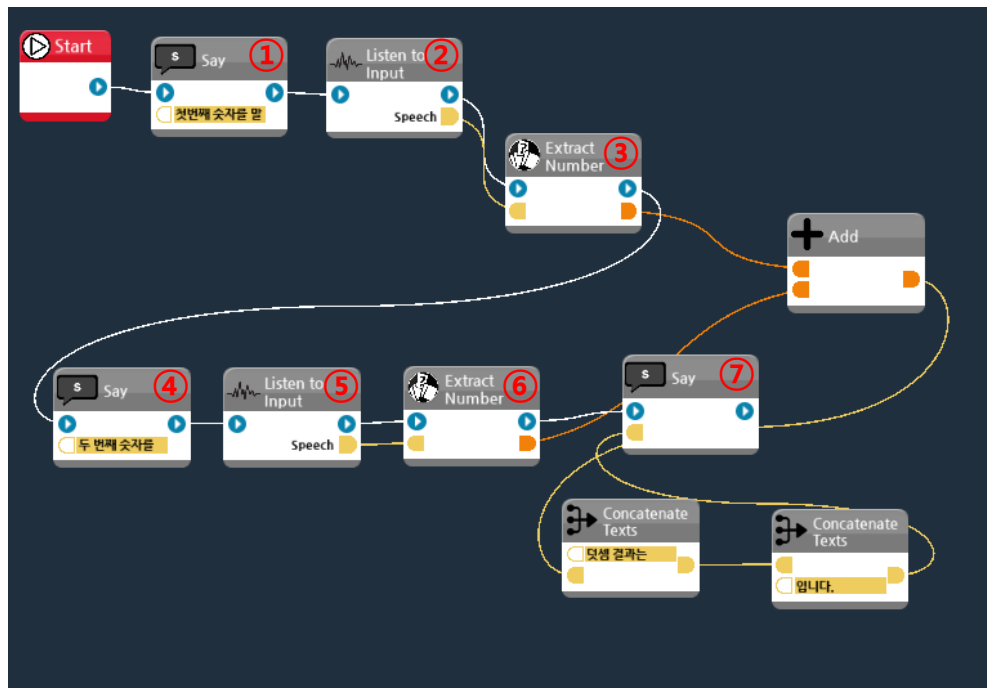 Start
Say ①
첫번째 숫자를 말
Listen to ②
Input
Speech
Extract ③
Number
Add
Say ④
두 번째 숫자를
Listen to ⑤
Input
Speech
Extract ⑥
Number
Say ⑦
Concatenate
Texts
덧셈 결과는
Concatenate
Texts
입니다.